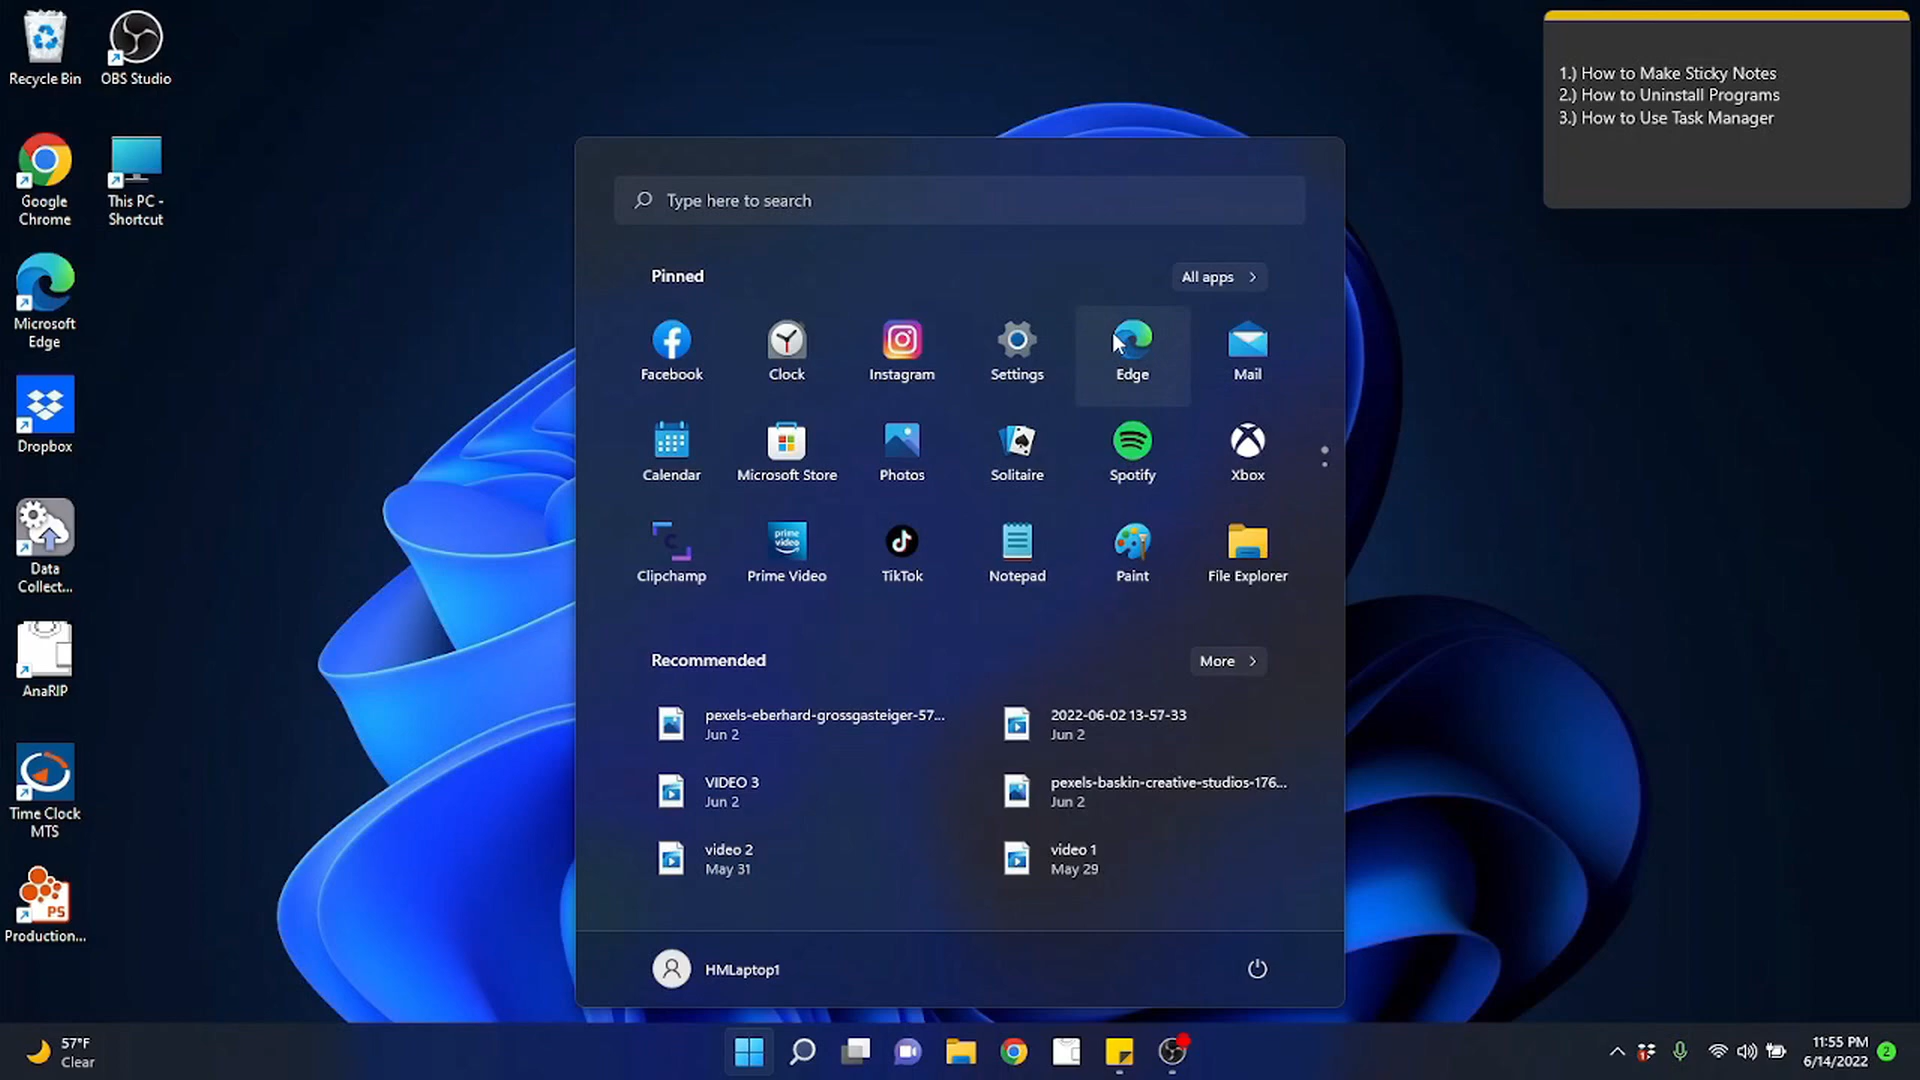 Recycle Bin
OBS Studio
Google
Chrome
This PC -
Shortcut
Microsoft
Edge
Dropbox
Data
Collect...
AnaRIP
Time Clock
MTS
PS
Production...
1.) How to Make Sticky Notes
2.) How to Uninstall Programs
3.) How to Use Task Manager
Type here to search
Pinned
All apps
Facebook
Clock
Instagram
Settings
Edge
Mail
Calendar
Microsoft Store
Photos
Solitaire
Spotify
Xbox
prime
video
Clipchamp
Prime Video
TikTok
Notepad
Paint
File Explorer
Recommended
More
pexels-eberhard-grossgasteiger-57...
Jun 2
2022-06-02 13-57-33
Jun 2
VIDEO 3
Jun 2
pexels-baskin-creative-studios-176...
Jun 2
video 2
May 31
video 1
May 29
HMLaptop1
57°F
Clear
11:55 PM
6/14/2022
2